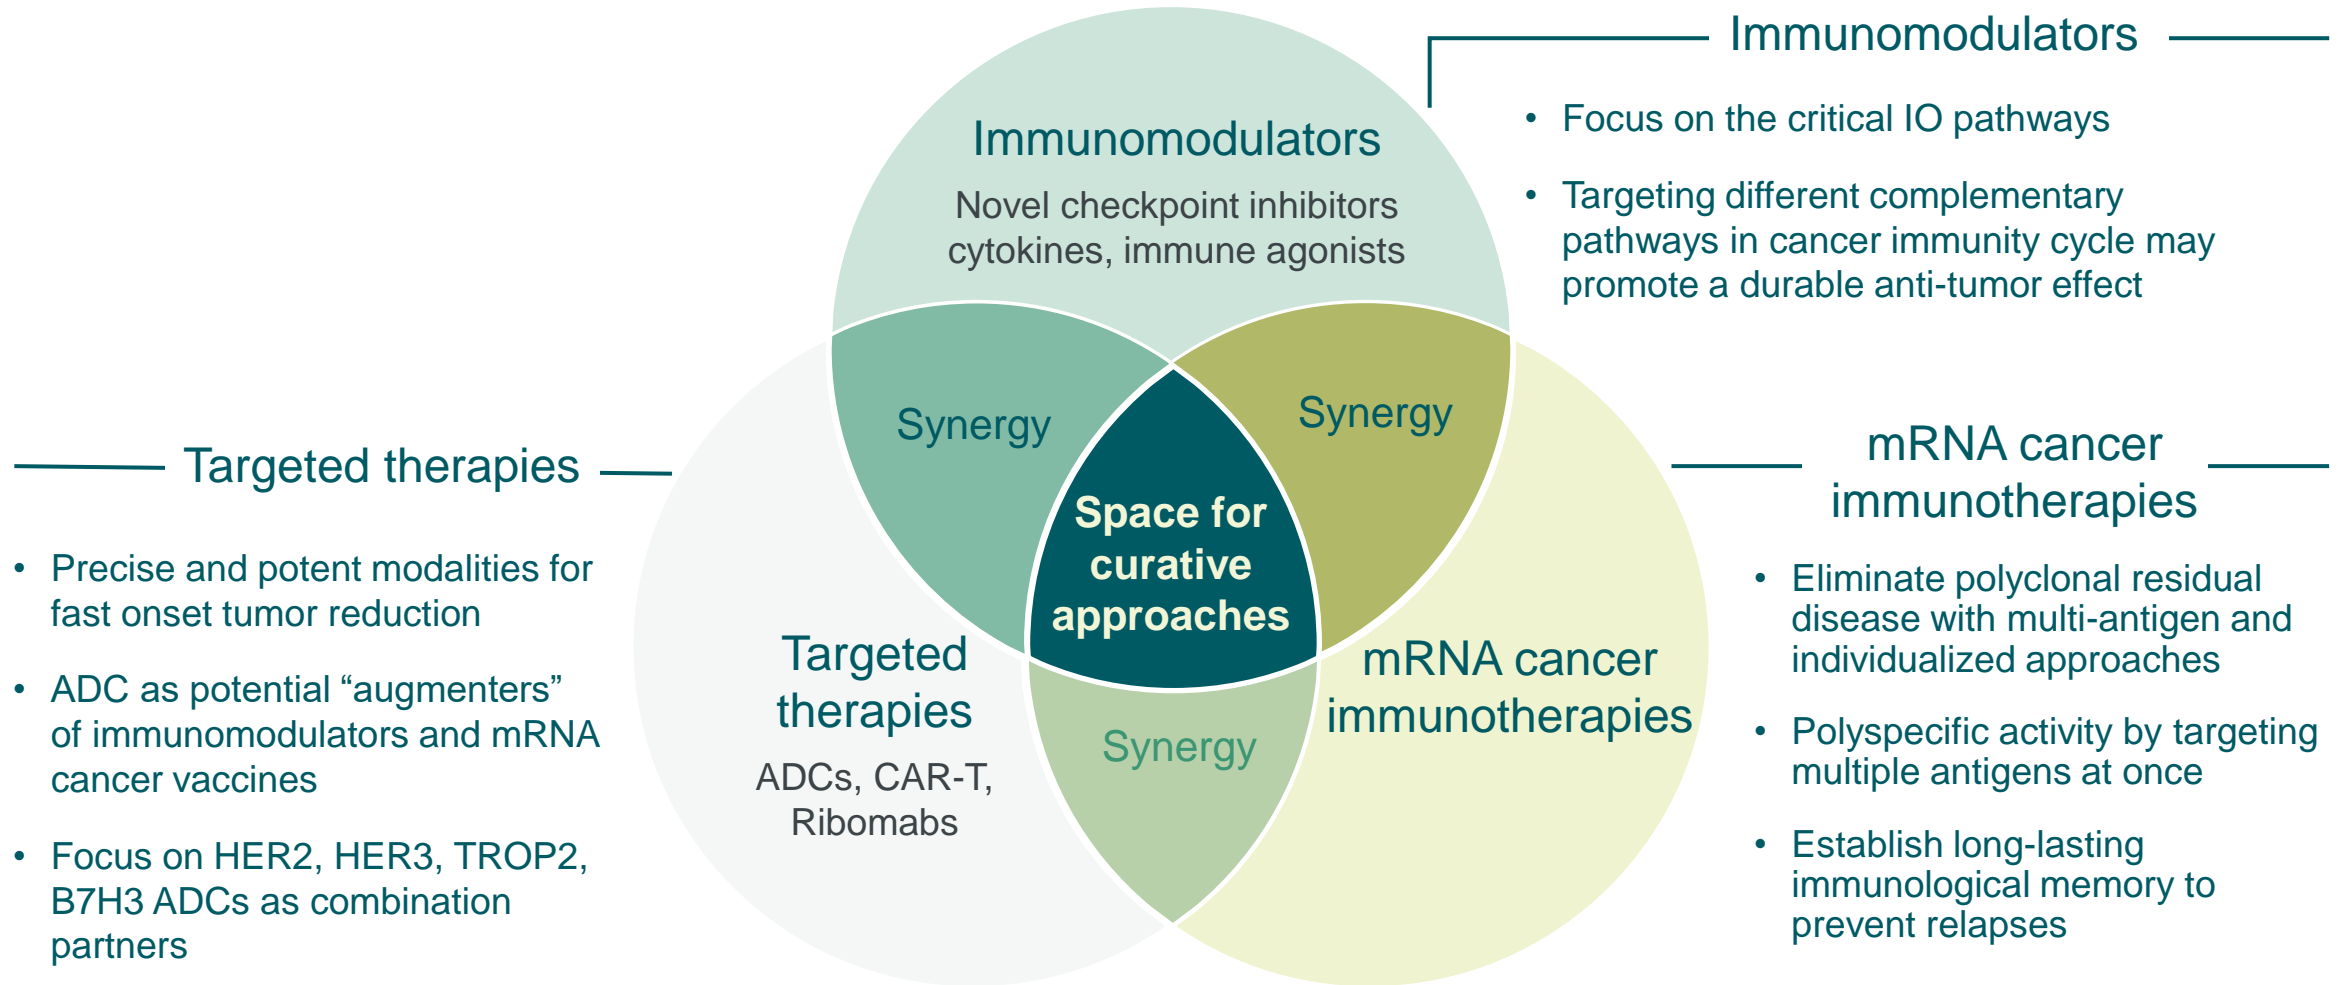 Immunomodulators
• Focus on the critical IO pathways
• Targeting different complementary
pathways in cancer immunity cycle may
promote a durable anti-tumor effect
Immunomodulators
Novel checkpoint inhibitors
cytokines, immune agonists
Synergy
Synergy
Space for
curative
approaches
Targeted
therapies
ADCs, CAR-T,
Ribomabs
mRNA cancer
immunotherapies
Synergy
Targeted therapies
• Precise and potent modalities for
fast onset tumor reduction
• ADC as potential “augmenters”
of immunomodulators and mRNA
cancer vaccines
• Focus on HER2, HER3, TROP2,
B7H3 ADCs as combination
partners
mRNA cancer
immunotherapies
• Eliminate polyclonal residual
disease with multi-antigen and
individualized approaches
• Polyspecific activity by targeting
multiple antigens at once
• Establish long-lasting
immunological memory to
prevent relapses